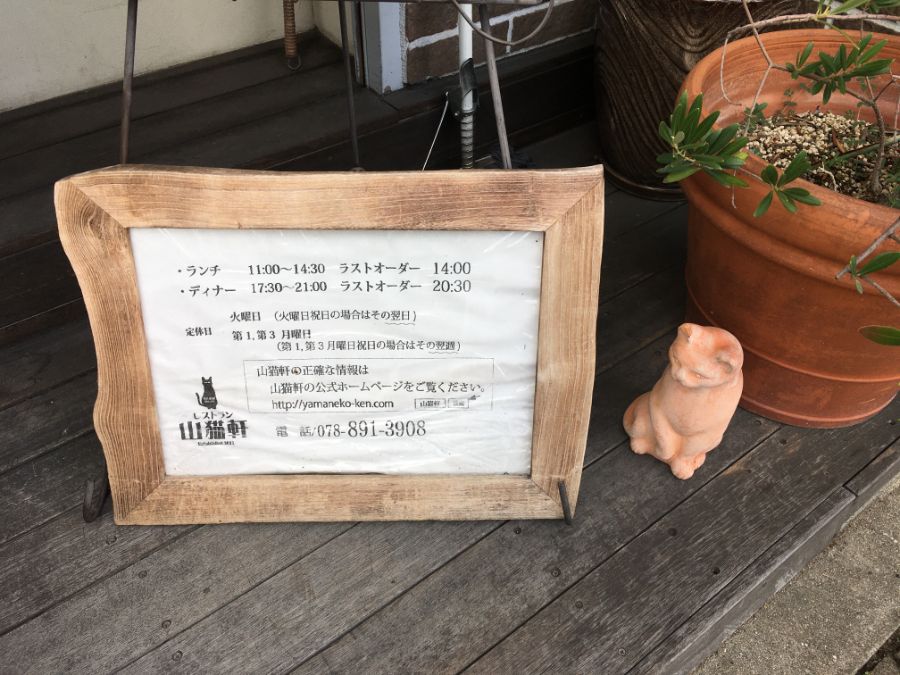 ・ランチ 11:00〜14:30 ラストオーダー 14:00
・ディナー 17:30〜21:00 ラストオーダー 20:30
定休日 火曜日 (火曜日祝日の場合はその翌日)
第1,第3 月曜日
(第1,第3月曜日祝日の場合はその翌週)
山猫軒の正確な情報は
山猫軒の公式ホームページをご覧ください。
http://yamaneko-ken.com 山猫軒
レストラン
山猫軒
電 話/078-891-3908